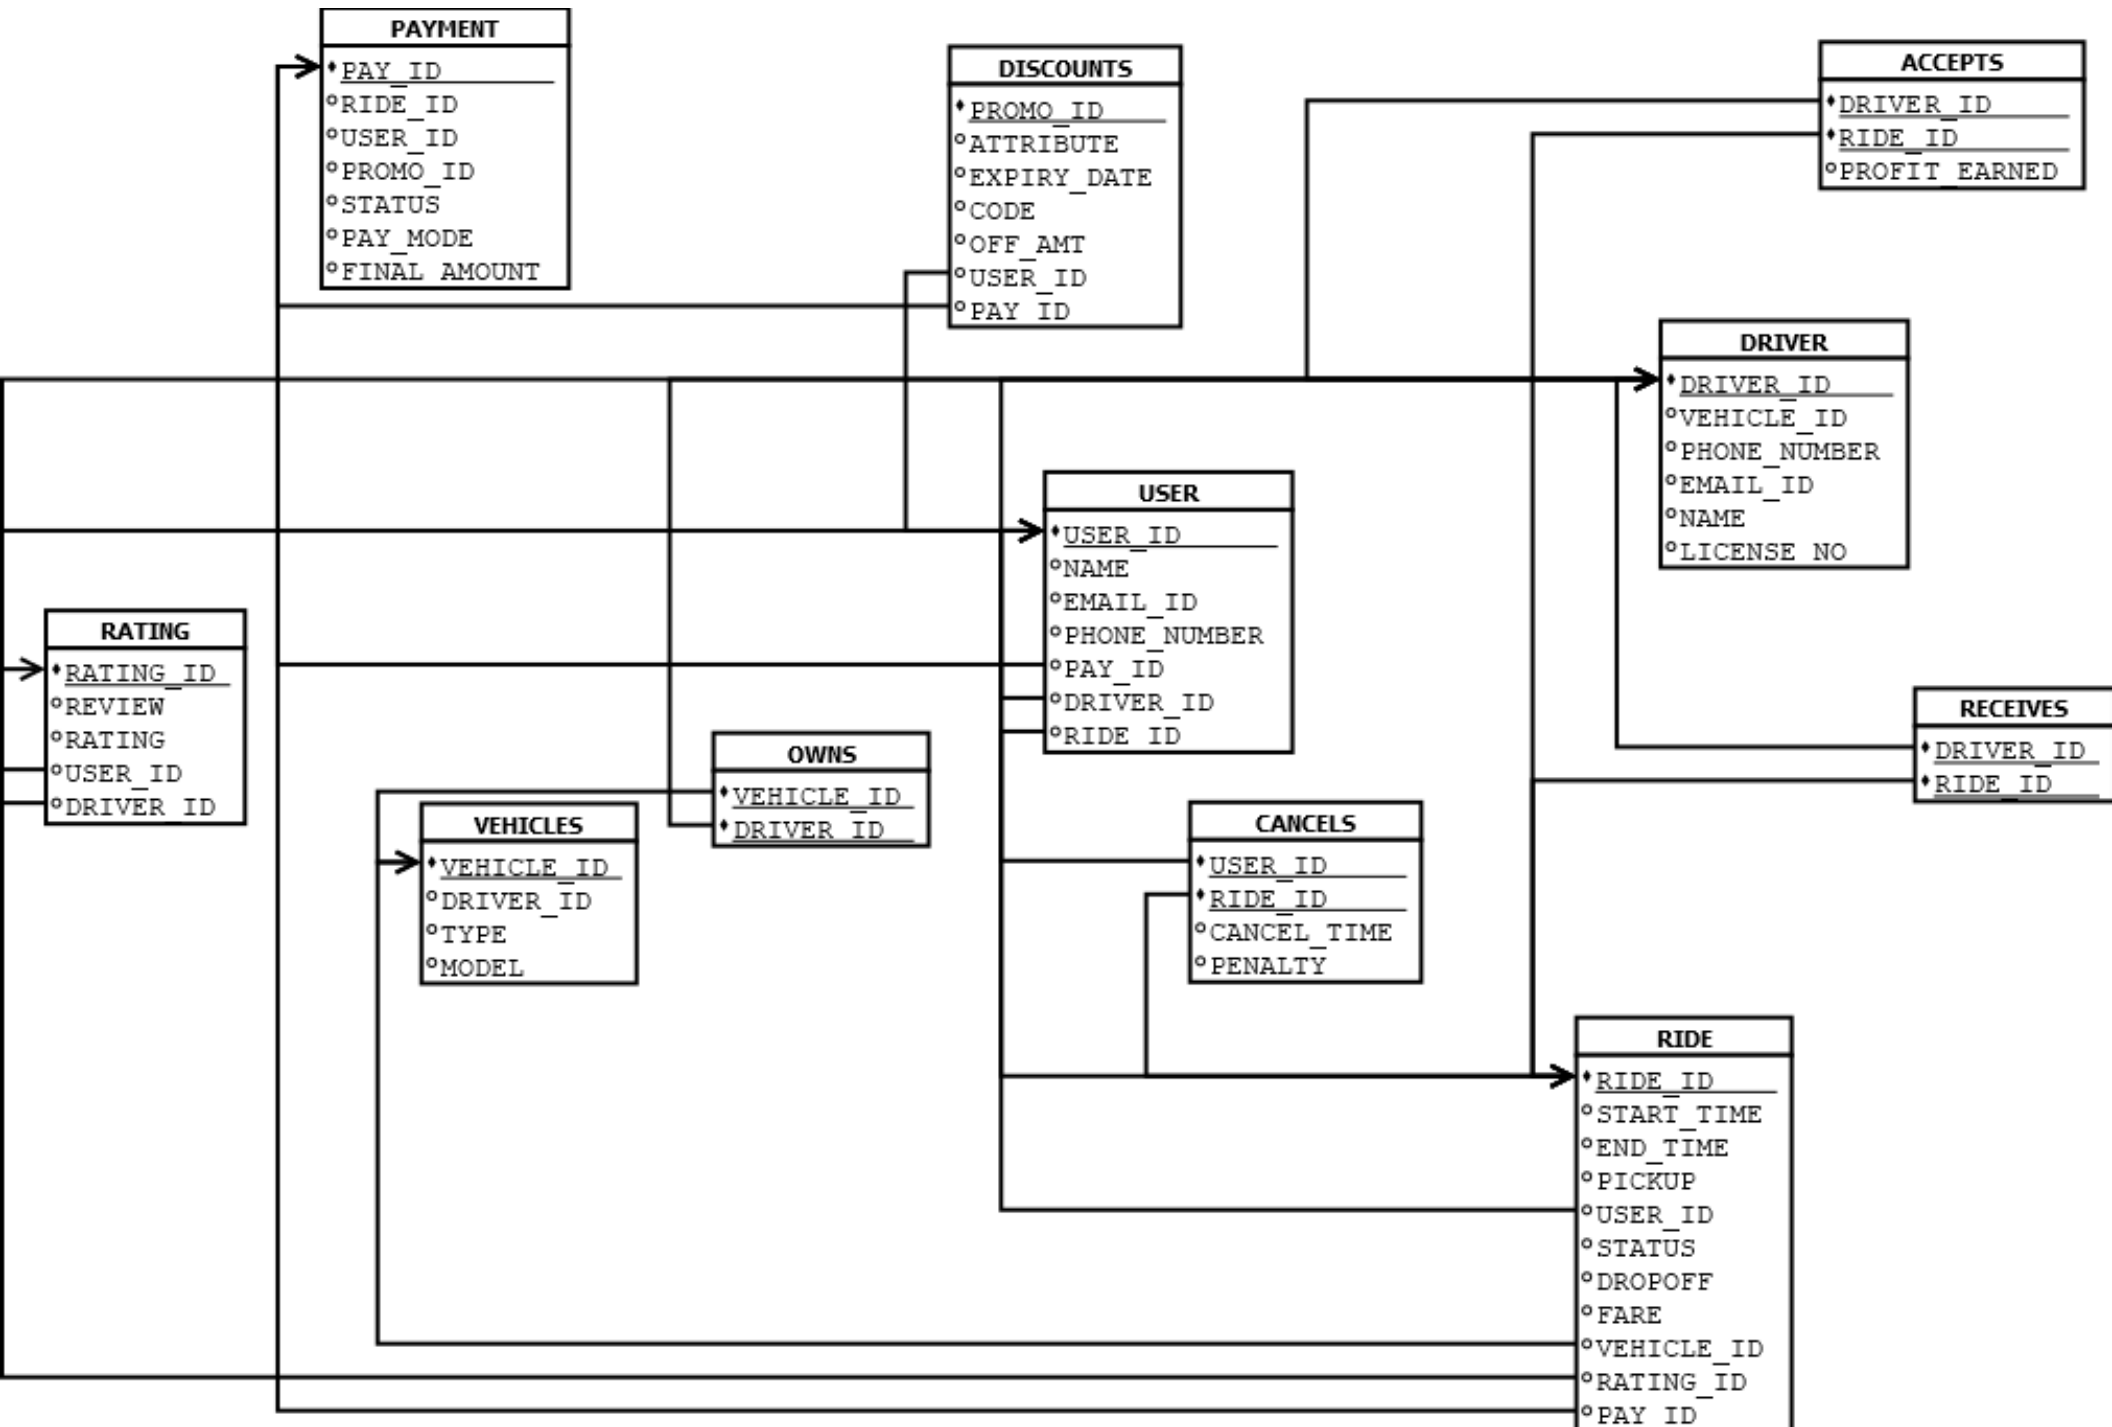 PAYMENT
PAY_ID
RIDE_ID
USER_ID
PROMO_ID
STATUS
PAY_MODE
FINAL_AMOUNT
DISCOUNTS
PROMO_ID
ATTRIBUTE
EXPIRY_DATE
CODE
OFF_AMT
USER_ID
PAY_ID
ACCEPTS
DRIVER_ID
RIDE_ID
PROFIT_EARNED
DRIVER
DRIVER_ID
VEHICLE_ID
PHONE_NUMBER
EMAIL_ID
NAME
LICENSE_NO
USER
USER_ID
NAME
EMAIL_ID
PHONE_NUMBER
PAY_ID
DRIVER_ID
RIDE_ID
RATING
RATING_ID
REVIEW
RATING
USER_ID
DRIVER_ID
OWNS
VEHICLE_ID
DRIVER_ID
VEHICLES
VEHICLE_ID
DRIVER_ID
TYPE
MODEL
CANCELS
USER_ID
RIDE_ID
CANCEL_TIME
PENALTY
RECEIVES
DRIVER_ID
RIDE_ID
RIDE
RIDE_ID
START_TIME
END_TIME
PICKUP
USER_ID
STATUS
DROPOFF
FARE
VEHICLE_ID
RATING_ID
PAY_ID